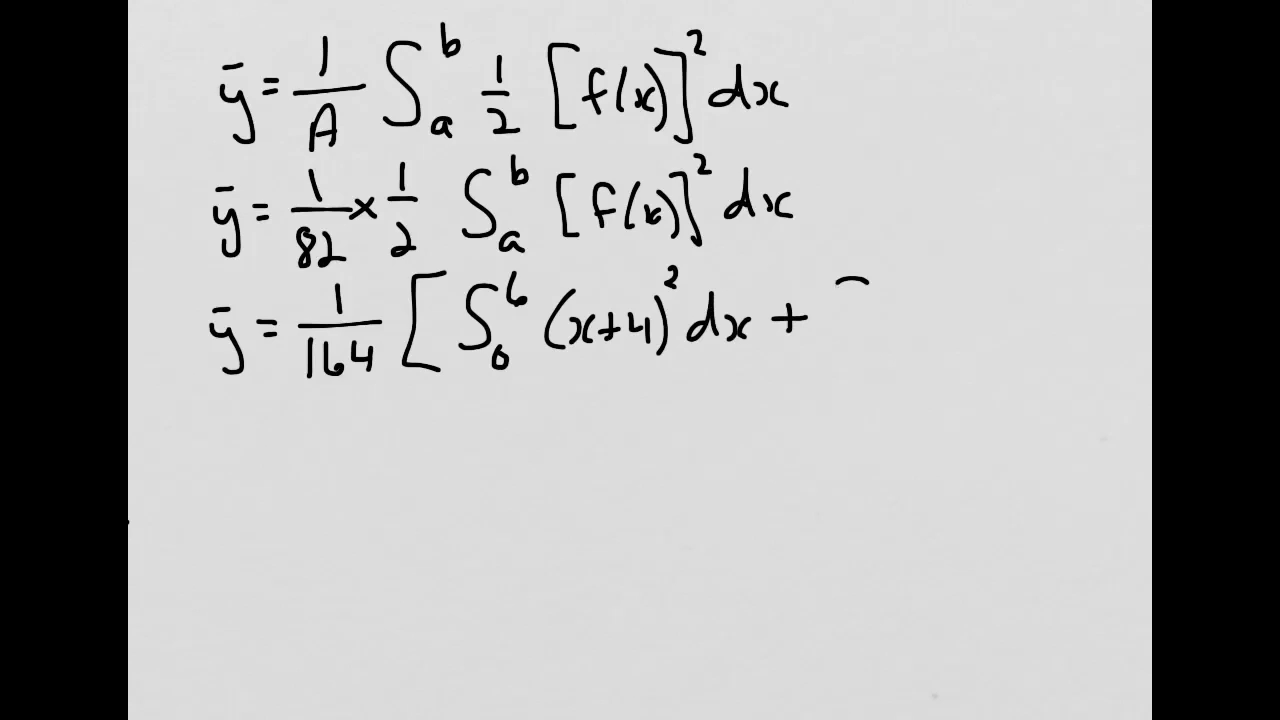 ȳ = 1/A ∫_a^b 1/2 [f(x)]² dx
ȳ = 1/82 × 1/2 ∫_a^b [f(x)]² dx
ȳ = 1/164 [ ∫_0^6 (x+4)² dx +